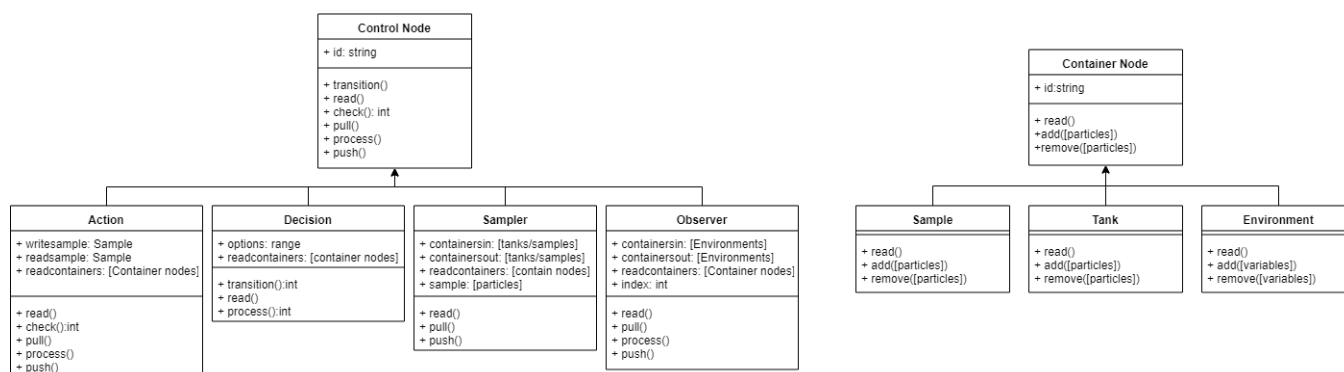 Control Node
+ id: string
+ transition()
+ read()
+ check(): int
+ pull()
+ process()
+ push()
Action
+ writesample: Sample
+ readsample: Sample
+ readcontainers: [Container nodes]
+ read()
+ check():int
+ pull()
+ process()
+ push()
Decision
+ options: range
+ readcontainers: [container nodes]
+ transition():int
+ read()
+ process():int
Sampler
+ containersin: [tanks/samples]
+ containersout: [tanks/samples]
+ readcontainers: [contain nodes]
+ sample: [particles]
+ read()
+ pull()
+ push()
Observer
+ containersin: [Environments]
+ containersout: [Environments]
+ readcontainers: [Container nodes]
+ index: int
+ read()
+ pull()
+ process()
+ push()
Container Node
+ id:string
+ read()
+add([particles])
+remove([particles])
Sample
+ read()
+ add([particles])
+ remove([particles])
Tank
+ read()
+ add([particles])
+ remove([particles])
Environment
+ read()
+ add([variables])
+ remove([variables])